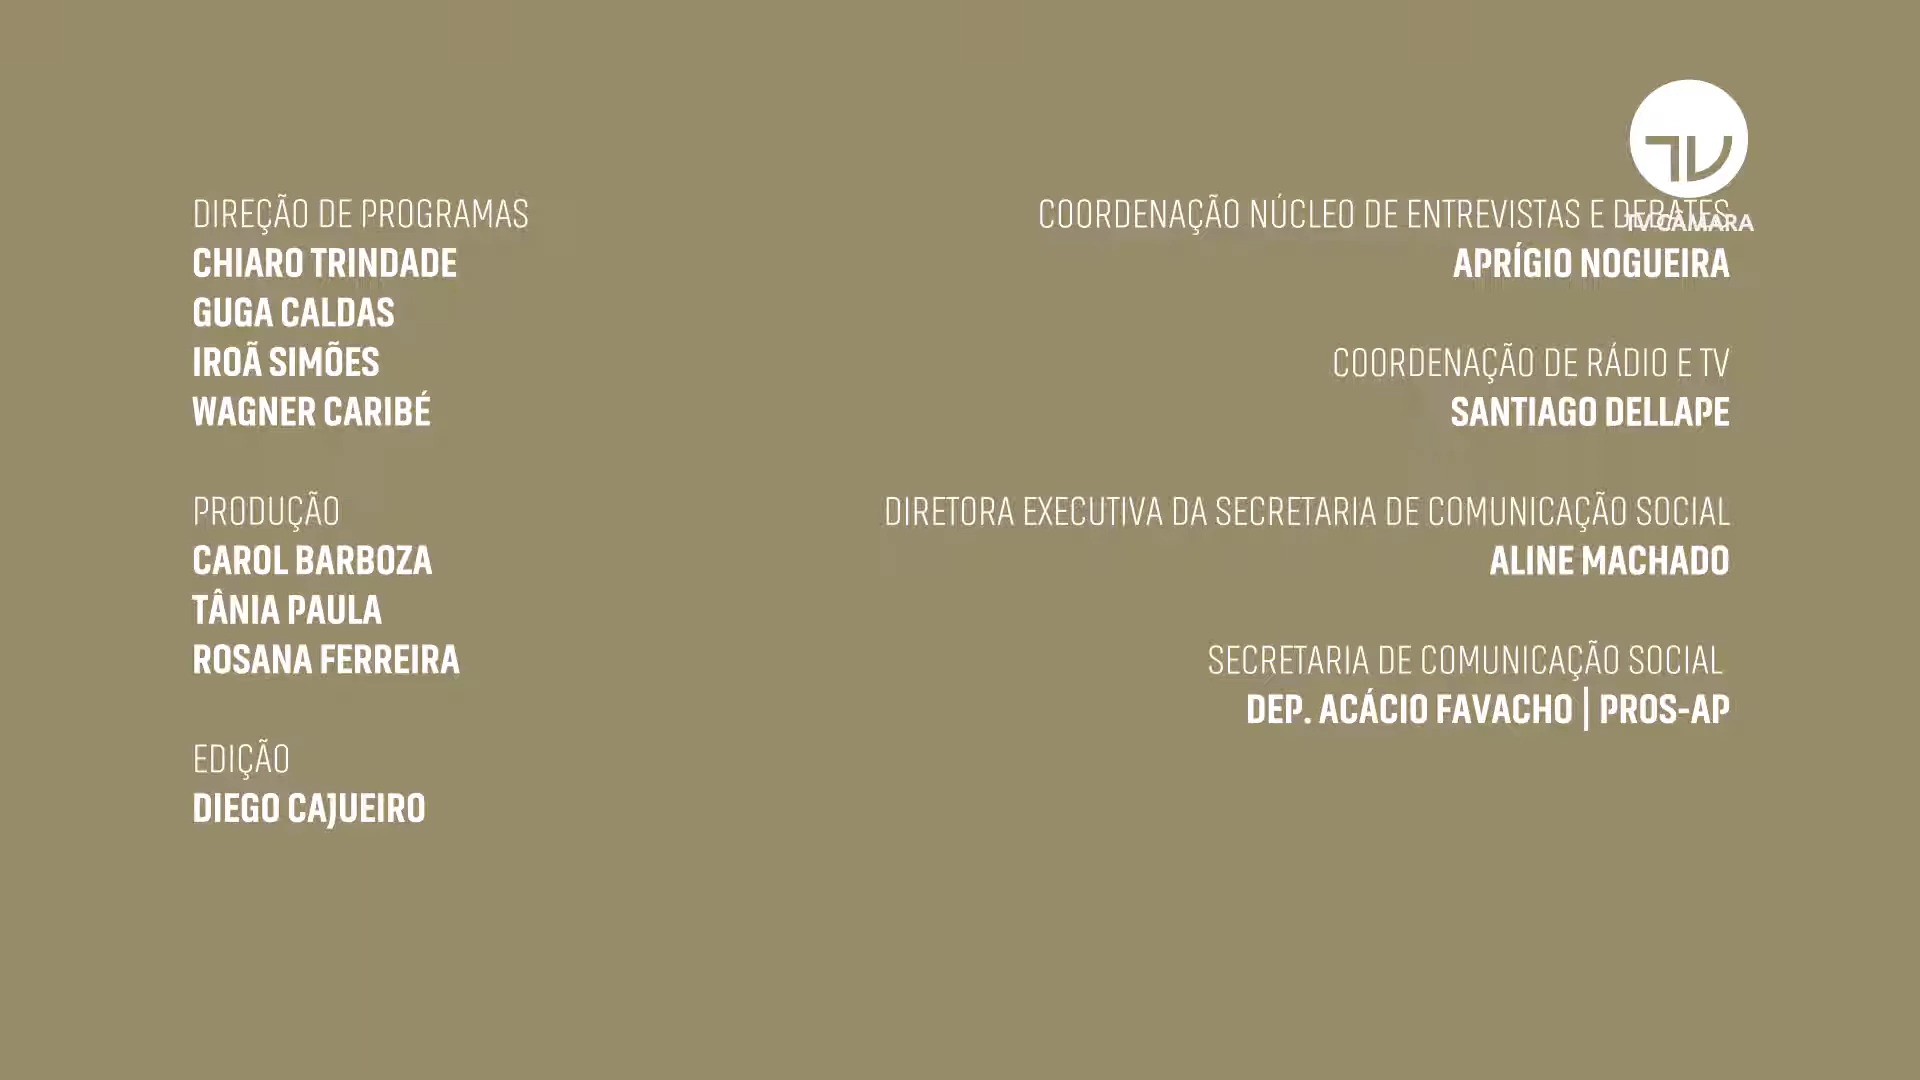 DIREÇÃO DE PROGRAMAS
CHIARO TRINDADE
GUGA CALDAS
IROÃ SIMÕES
WAGNER CARIBÉ
PRODUÇÃO
CAROL BARBOZA
TÂNIA PAULA
ROSANA FERREIRA
EDIÇÃO
DIEGO CAJUEIRO
TV
TV CÂMARA
COORDENAÇÃO NÚCLEO DE ENTREVISTAS E DEBATES
APRÍGIO NOGUEIRA
COORDENAÇÃO DE RÁDIO E TV
SANTIAGO DELLAPE
DIRETORA EXECUTIVA DA SECRETARIA DE COMUNICAÇÃO SOCIAL
ALINE MACHADO
SECRETARIA DE COMUNICAÇÃO SOCIAL
DEP. ACÁCIO FAVACHO | PROS-AP